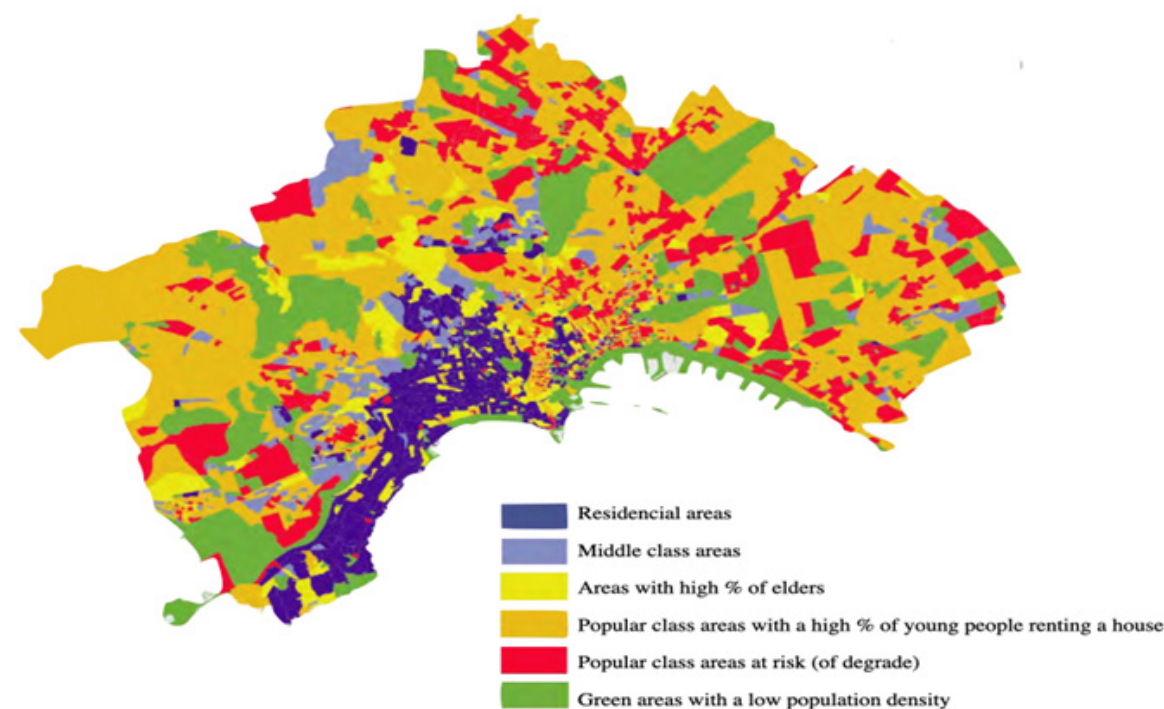 Residencial areas
Middle class areas
Areas with high % of elders
Popular class areas with a high % of young people renting a house
Popular class areas at risk (of degrade)
Green areas with a low population density